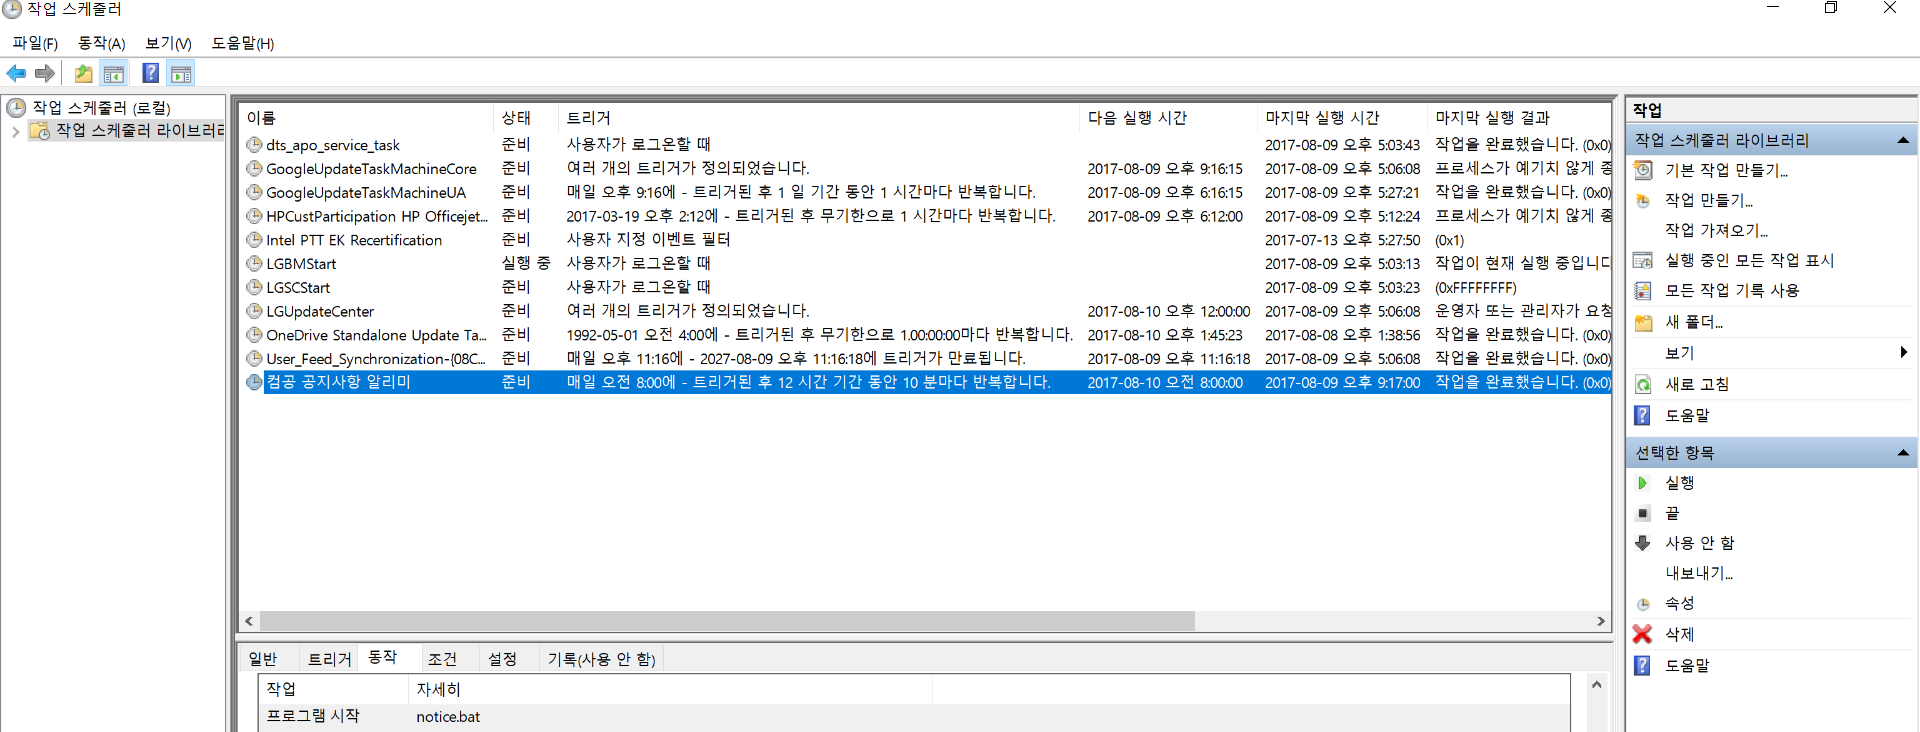 작업 스케줄러
파일(F) 동작(A) 보기(V) 도움말(H)
작업 스케줄러 (로컬)
작업 스케줄러 라이브러리
이름 상태 트리거 다음 실행 시간 마지막 실행 시간 마지막 실행 결과
dts_apo_service_task 준비 사용자가 로그온할 때 2017-08-09 오후 5:03:43 작업을 완료했습니다. (0x0)
GoogleUpdateTaskMachineCore 준비 여러 개의 트리거가 정의되었습니다. 2017-08-09 오후 9:16:15 2017-08-09 오후 5:06:08 프로세스가 예기치 않게 종
GoogleUpdateTaskMachineUA 준비 매일 오후 9:16에 - 트리거된 후 1 일 기간 동안 1 시간마다 반복합니다. 2017-08-09 오후 6:16:15 2017-08-09 오후 5:27:21 작업을 완료했습니다. (0x0)
HPCustParticipation HP Officejet... 준비 2017-03-19 오후 2:12에 - 트리거된 후 무기한으로 1 시간마다 반복합니다. 2017-08-09 오후 6:12:00 2017-08-09 오후 5:12:24 프로세스가 예기치 않게 종
Intel PTT EK Recertification 준비 사용자 지정 이벤트 필터 2017-07-13 오후 5:27:50 (0x1)
LGBMStart 실행 중 사용자가 로그온할 때 2017-08-09 오후 5:03:13 작업이 현재 실행 중입니다
LGSCStart 준비 사용자가 로그온할 때 2017-08-09 오후 5:03:23 (0xFFFFFFFF)
LGUpdateCenter 준비 여러 개의 트리거가 정의되었습니다. 2017-08-10 오후 12:00:00 2017-08-09 오후 5:06:08 운영자 또는 관리자가 요청
OneDrive Standalone Update Ta... 준비 1992-05-01 오전 4:00에 - 트리거된 후 무기한으로 1.00:00:00마다 반복합니다. 2017-08-10 오후 1:45:23 2017-08-08 오후 1:38:56 작업을 완료했습니다. (0x0)
User_Feed_Synchronization-{08C... 준비 매일 오후 11:16에 - 2027-08-09 오후 11:16:18에 트리거가 만료됩니다. 2017-08-09 오후 11:16:18 2017-08-09 오후 5:06:08 작업을 완료했습니다. (0x0)
컴공 공지사항 알리미 준비 매일 오전 8:00에 - 트리거된 후 12 시간 기간 동안 10 분마다 반복합니다. 2017-08-10 오전 8:00:00 2017-08-09 오후 9:17:00 작업을 완료했습니다. (0x0)
일반 트리거 동작 조건 설정 기록(사용 안 함)
작업 자세히
프로그램 시작 notice.bat
작업
작업 스케줄러 라이브러리
기본 작업 만들기...
작업 만들기...
작업 가져오기...
실행 중인 모든 작업 표시
모든 작업 기록 사용
새 폴더...
보기
새로 고침
도움말
선택한 항목
실행
끝
사용 안 함
내보내기...
속성
삭제
도움말